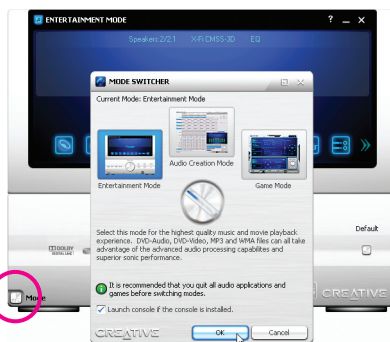 ENTERTAINMENT MODE
Speakers 2/2.1 X-Fi CMSS-3D EQ
MODE SWITCHER
Current Mode: Entertainment Mode
Audio Creation Mode
Entertainment Mode
Game Mode
Select this mode for the highest quality music and movie playback
experience. DVD-Audio, DVD-Video, MP3 and WMA files can all take
advantage of the advanced audio processing capabilites and
superior sonic performance.
Default
DOLBY
DIGITAL LIVE
It is recommended that you quit all audio applications and
games before switching modes.
Mode
Launch console if the console is installed.
CREATIVE
CREATIVE
OK
Cancel